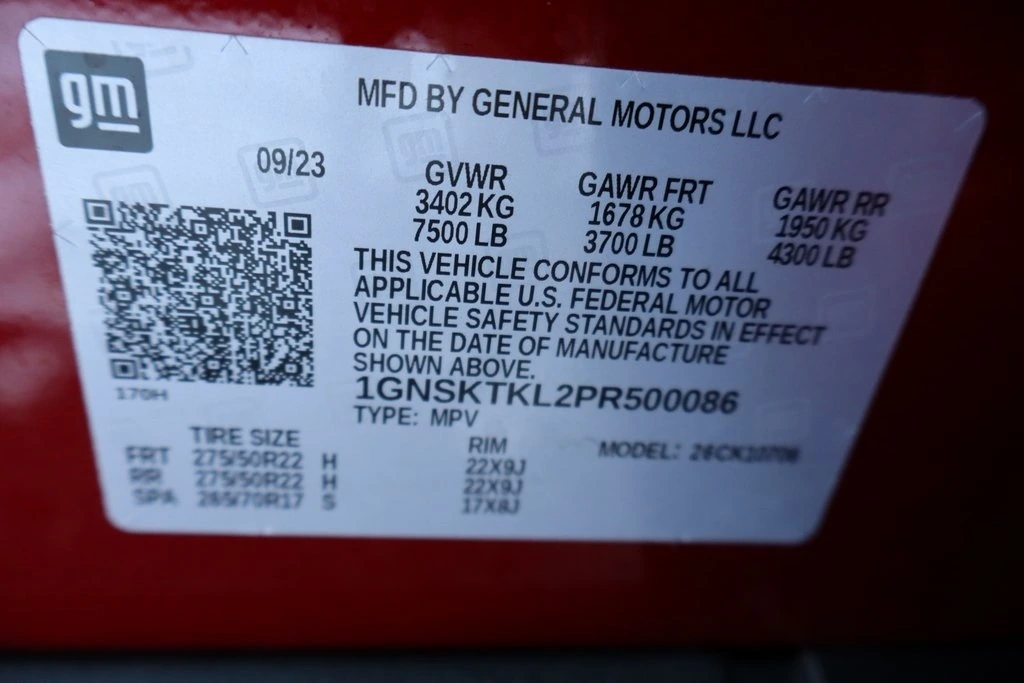 gm
MFD BY GENERAL MOTORS LLC
09/23
GVWR GAWR FRT GAWR RR
3402 KG 1678 KG 1950 KG
7500 LB 3700 LB 4300 LB
THIS VEHICLE CONFORMS TO ALL
APPLICABLE U.S. FEDERAL MOTOR
VEHICLE SAFETY STANDARDS IN EFFECT
ON THE DATE OF MANUFACTURE
SHOWN ABOVE.
170H
1GNSKTKL2PR500086
TYPE: MPV
TIRE SIZE RIM MODEL:
FRT 275/50R22 H 22X9J
RR 275/50R22 H 22X9J
SPA 265/70R17 S 17X8J